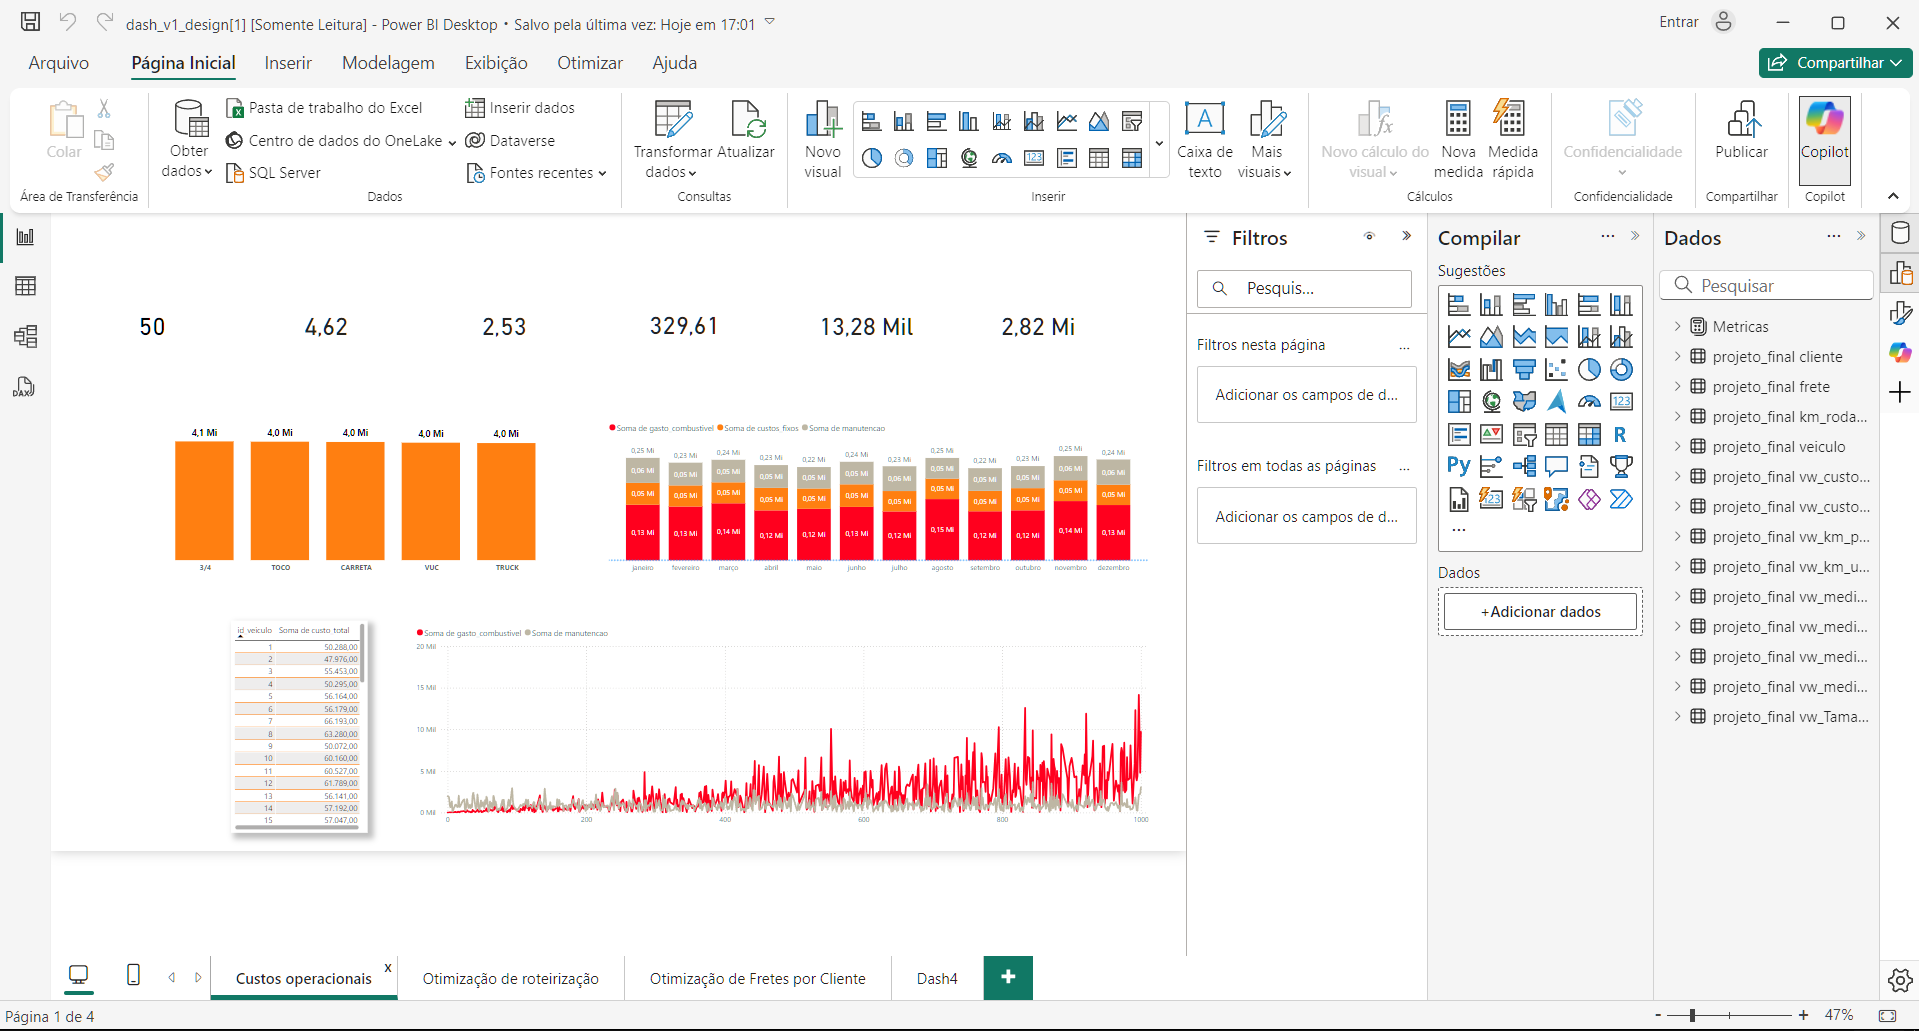 dash_v1_design[1] [Somente Leitura] - Power BI Desktop • Salvo pela última vez: Hoje em 17:01
Entrar
Arquivo
Página Inicial
Inserir
Modelagem
Exibição
Otimizar
Ajuda
Compartilhar
Colar
Área de Transferência
Obter dados
Pasta de trabalho do Excel
Centro de dados do OneLake
SQL Server
Inserir dados
Dataverse
Fontes recentes
Dados
Transformar dados
Atualizar
Consultas
Novo visual
Caixa de texto
Mais visuais
Inserir
Novo cálculo do visual
Nova medida
Medida rápida
Cálculos
Confidencialidade
Confidencialidade
Publicar
Compartilhar
Copilot
Copilot
50
4,62
2,53
329,61
13,28 Mil
2,82 Mi
4,1 Mi
4,0 Mi
4,0 Mi
4,0 Mi
4,0 Mi
3/4
TOCO
CARRETA
VUC
TRUCK
Soma de gasto_combustivel
Soma de custos_fixos
Soma de manutencao
0,25 Mi 0,23 Mi 0,24 Mi 0,23 Mi 0,22 Mi 0,24 Mi 0,23 Mi 0,25 Mi 0,22 Mi 0,23 Mi 0,25 Mi 0,24 Mi
0,06 Mi 0,05 Mi 0,05 Mi 0,05 Mi 0,05 Mi 0,05 Mi 0,06 Mi 0,05 Mi 0,05 Mi 0,05 Mi 0,06 Mi 0,06 Mi
0,05 Mi 0,05 Mi 0,05 Mi 0,05 Mi 0,05 Mi 0,05 Mi 0,05 Mi 0,05 Mi 0,05 Mi 0,05 Mi 0,05 Mi 0,05 Mi
0,13 Mi 0,13 Mi 0,14 Mi 0,12 Mi 0,12 Mi 0,13 Mi 0,12 Mi 0,15 Mi 0,12 Mi 0,12 Mi 0,14 Mi 0,13 Mi
janeiro fevereiro março abril maio junho julho agosto setembro outubro novembro dezembro
id_veiculo Soma de custo_total
1 50.288,00
2 47.976,00
3 55.453,00
4 50.295,00
5 56.164,00
6 56.179,00
7 66.193,00
8 63.280,00
9 50.072,00
10 60.160,00
11 60.527,00
12 61.789,00
13 56.141,00
14 57.192,00
15 57.047,00
Soma de gasto_combustivel
Soma de manutencao
20 Mil
15 Mil
10 Mil
5 Mil
0 Mil
0 200 400 600 800 1000
Filtros
Pesquis...
Filtros nesta página ...
Adicionar os campos de d...
Filtros em todas as páginas ...
Adicionar os campos de d...
Compilar
Sugestões
123
R
Py
...
Dados
+Adicionar dados
Dados
Pesquisar
Metricas
projeto_final cliente
projeto_final frete
projeto_final km_roda...
projeto_final veiculo
projeto_final vw_custo...
projeto_final vw_custo...
projeto_final vw_km_p...
projeto_final vw_km_u...
projeto_final vw_medi...
projeto_final vw_medi...
projeto_final vw_medi...
projeto_final vw_medi...
projeto_final vw_Tama...
DAX
Custos operacionais x
Otimização de roteirização
Otimização de Fretes por Cliente
Dash4
+
Página 1 de 4
- + 47%